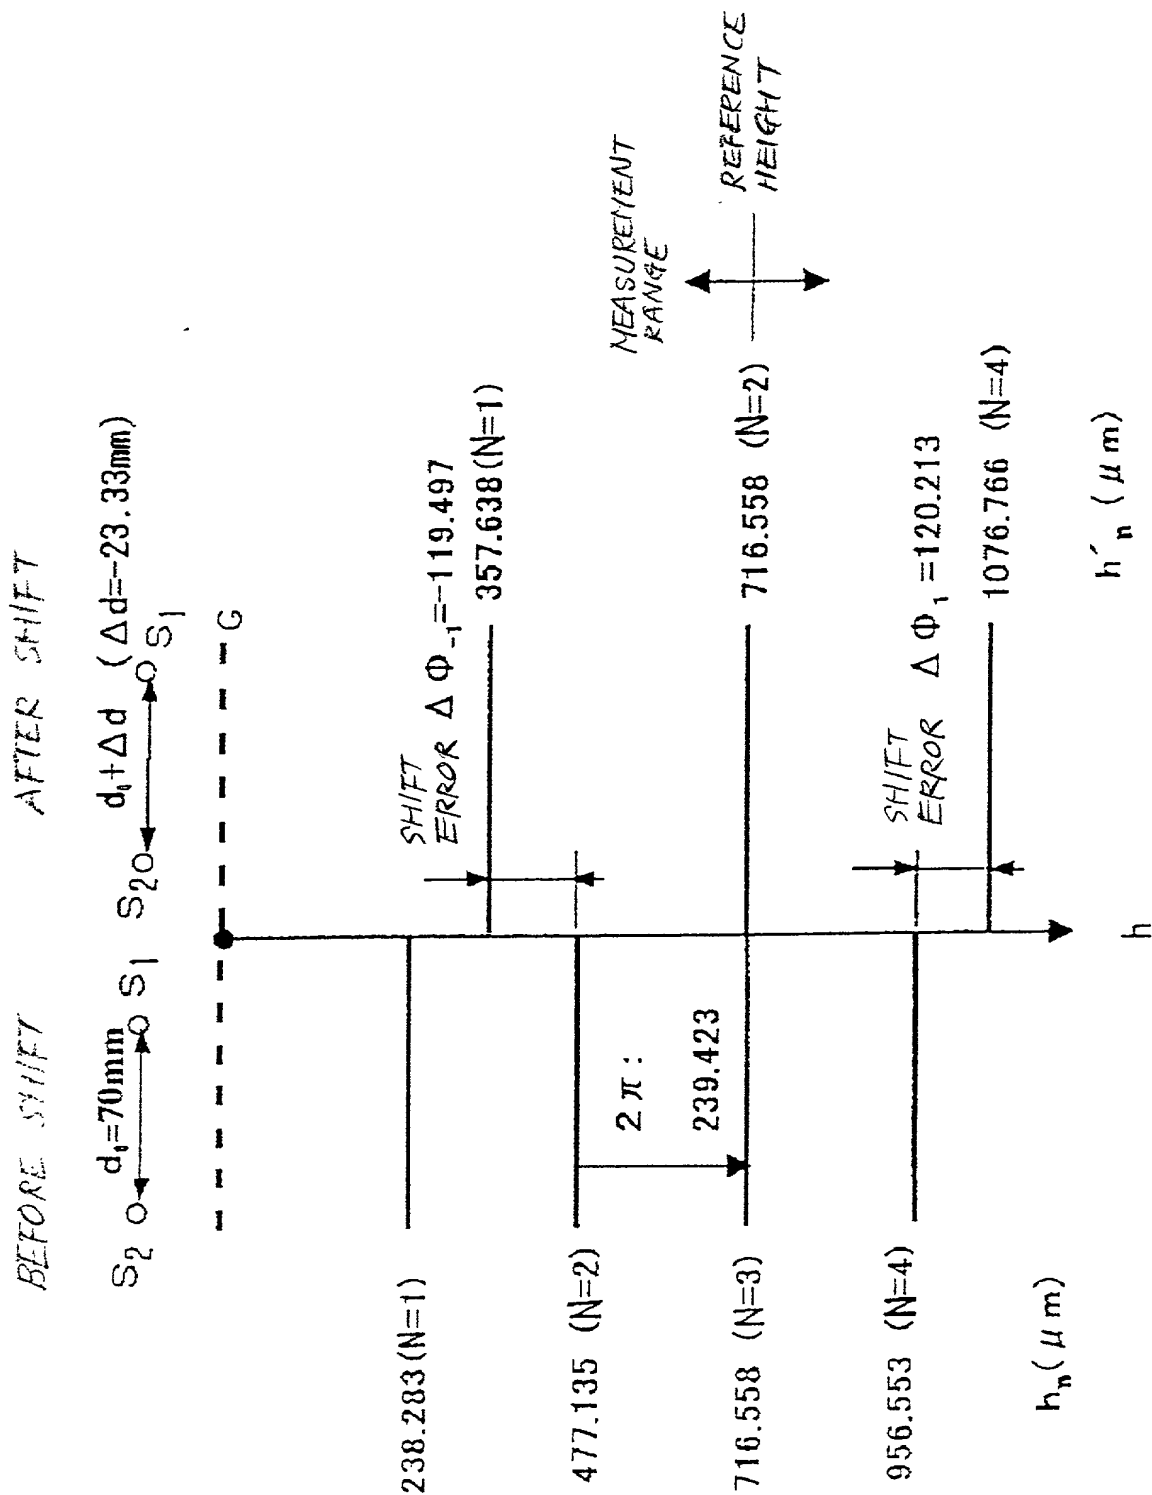 BEFORE SHIFT
AFTER SHIFT
S2
d1=70mm
S1
S2
d1+Δd (Δd=-23.33mm)
S1
G
238.283(N=1)
SHIFT
ERROR ΔΦ-1=-119.497
357.638(N=1)
477.135 (N=2)
2π:
239.423
MEASUREMENT
RANGE
716.558 (N=3)
716.558 (N=2)
REFERENCE
HEIGHT
SHIFT
ERROR ΔΦ1=120.213
956.553 (N=4)
1076.766 (N=4)
hn(μm)
h
h′n(μm)